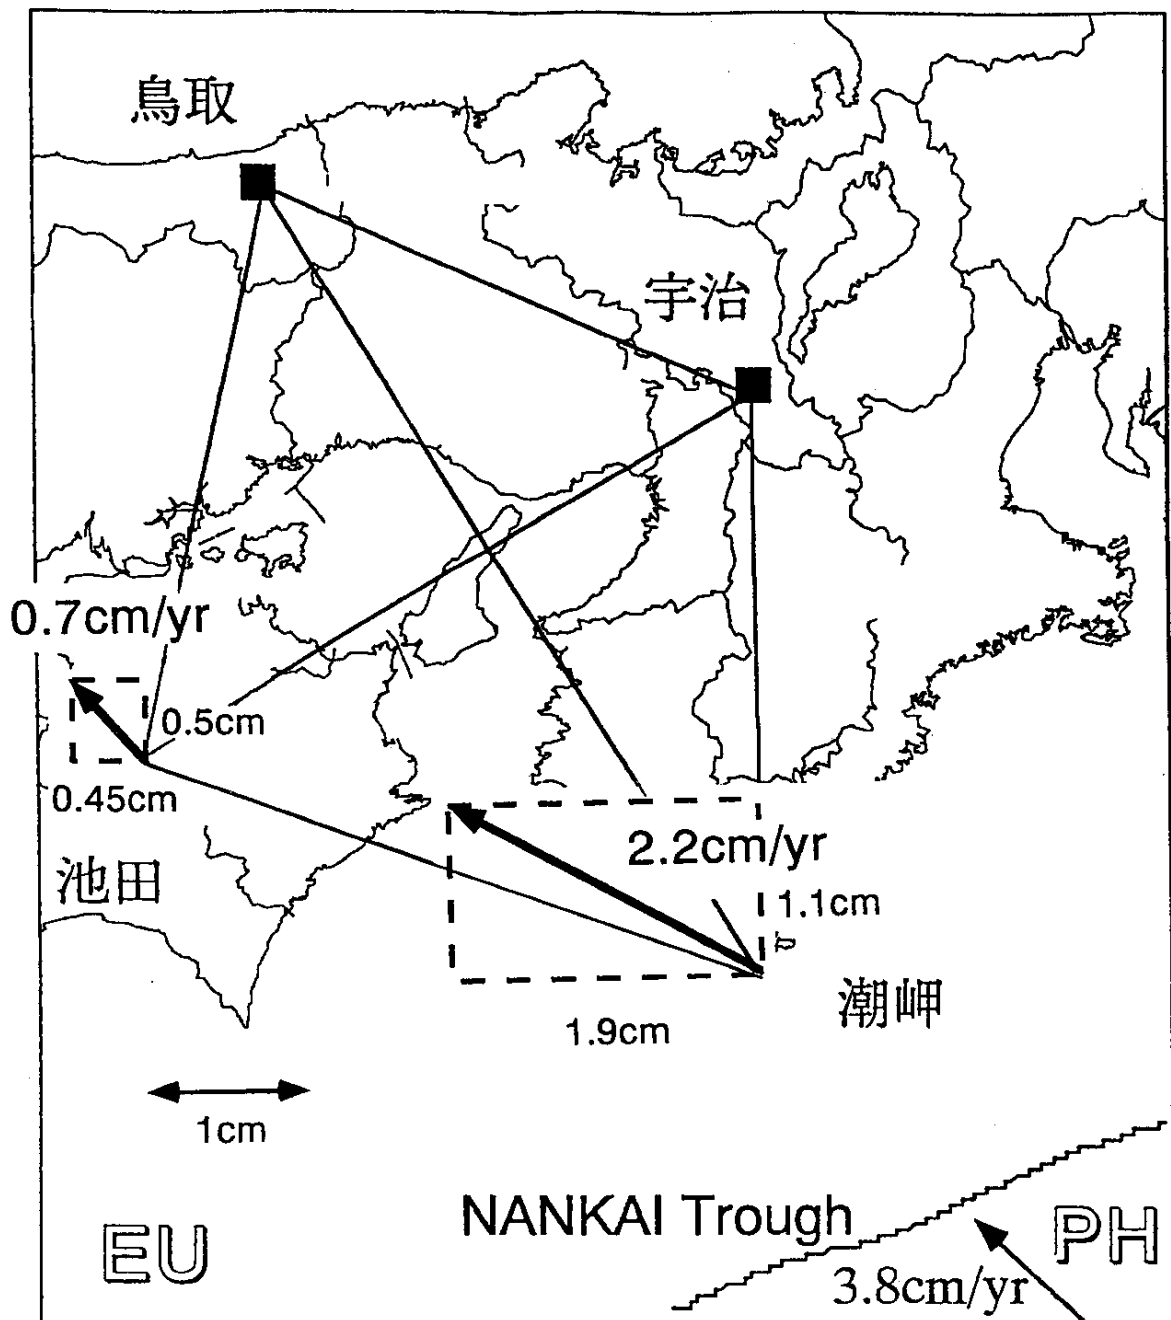 鳥取
宇治
0.7cm/yr
0.5cm
0.45cm
池田
2.2cm/yr
1.1cm
潮岬
1.9cm
1cm
NANKAI Trough
EU
PH
3.8cm/yr